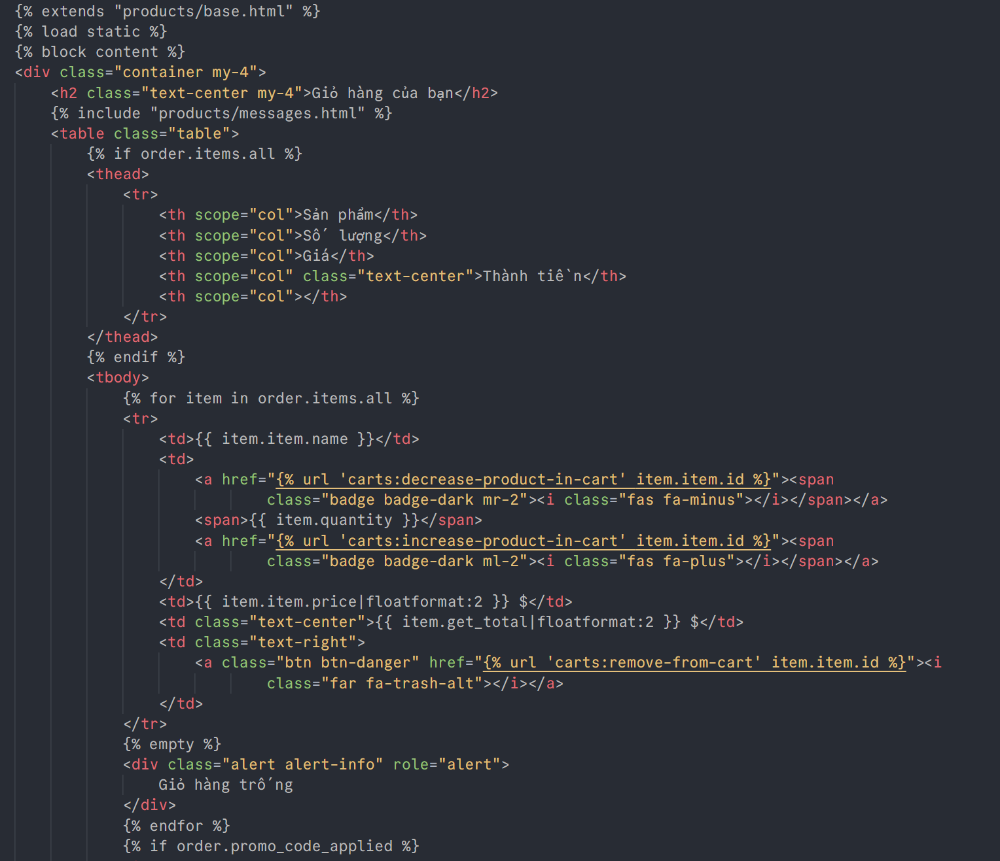 {% extends "products/base.html" %}
{% load static %}
{% block content %}
<div class="container my-4">
    <h2 class="text-center my-4">Giỏ hàng của bạn</h2>
    {% include "products/messages.html" %}
    <table class="table">
        {% if order.items.all %}
        <thead>
            <tr>
                <th scope="col">Sản phẩm</th>
                <th scope="col">Số lượng</th>
                <th scope="col">Giá</th>
                <th scope="col" class="text-center">Thành tiền</th>
                <th scope="col"></th>
            </tr>
        </thead>
        {% endif %}
        <tbody>
            {% for item in order.items.all %}
            <tr>
                <td>{{ item.item.name }}</td>
                <td>
                    <a href="{% url 'carts:decrease-product-in-cart' item.item.id %}"><span
                            class="badge badge-dark mr-2"><i class="fas fa-minus"></i></span></a>
                    <span>{{ item.quantity }}</span>
                    <a href="{% url 'carts:increase-product-in-cart' item.item.id %}"><span
                            class="badge badge-dark ml-2"><i class="fas fa-plus"></i></span></a>
                </td>
                <td>{{ item.item.price|floatformat:2 }} $</td>
                <td class="text-center">{{ item.get_total|floatformat:2 }} $</td>
                <td class="text-right">
                    <a class="btn btn-danger" href="{% url 'carts:remove-from-cart' item.item.id %}"><i
                            class="far fa-trash-alt"></i></a>
                </td>
            </tr>
            {% empty %}
            <div class="alert alert-info" role="alert">
                Giỏ hàng trống
            </div>
            {% endfor %}
            {% if order.promo_code_applied %}